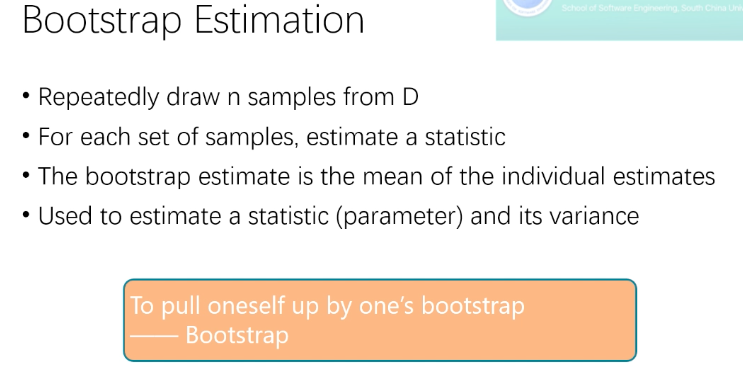 Bootstrap Estimation
School of Software Engineering, South China Uni
• Repeatedly draw n samples from D
• For each set of samples, estimate a statistic
• The bootstrap estimate is the mean of the individual estimates
• Used to estimate a statistic (parameter) and its variance
To pull oneself up by one’s bootstrap
—— Bootstrap